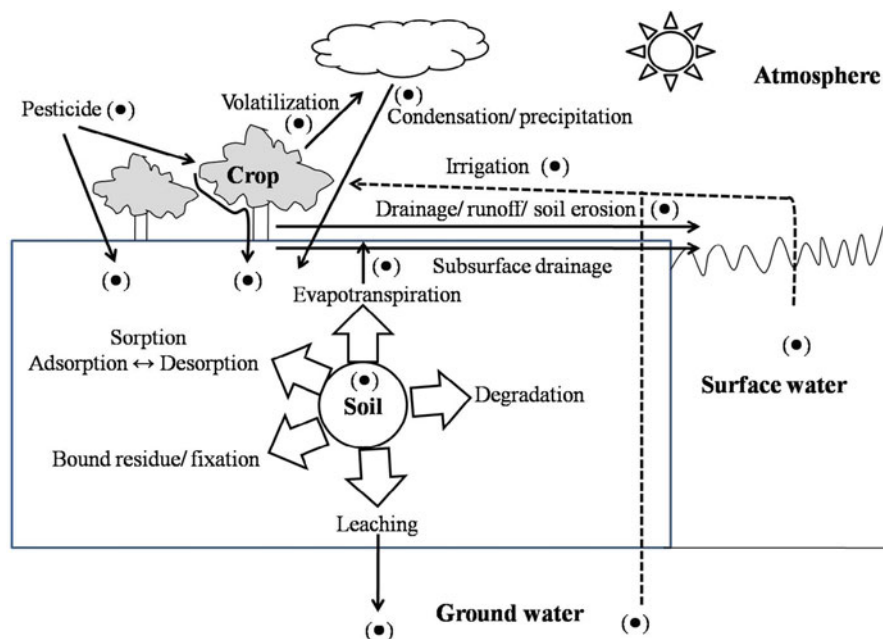 Atmosphere
Pesticide (•)
Volatilization
(•)
(•)
Condensation/ precipitation
Irrigation (•)
Crop
Drainage/ runoff/ soil erosion (•)
(•)
(•)
(•)
Subsurface drainage
Evapotranspiration
Sorption
Adsorption ↔ Desorption
(•)
Soil
Degradation
(•)
Surface water
Bound residue/ fixation
Leaching
(•)
Ground water
(•)